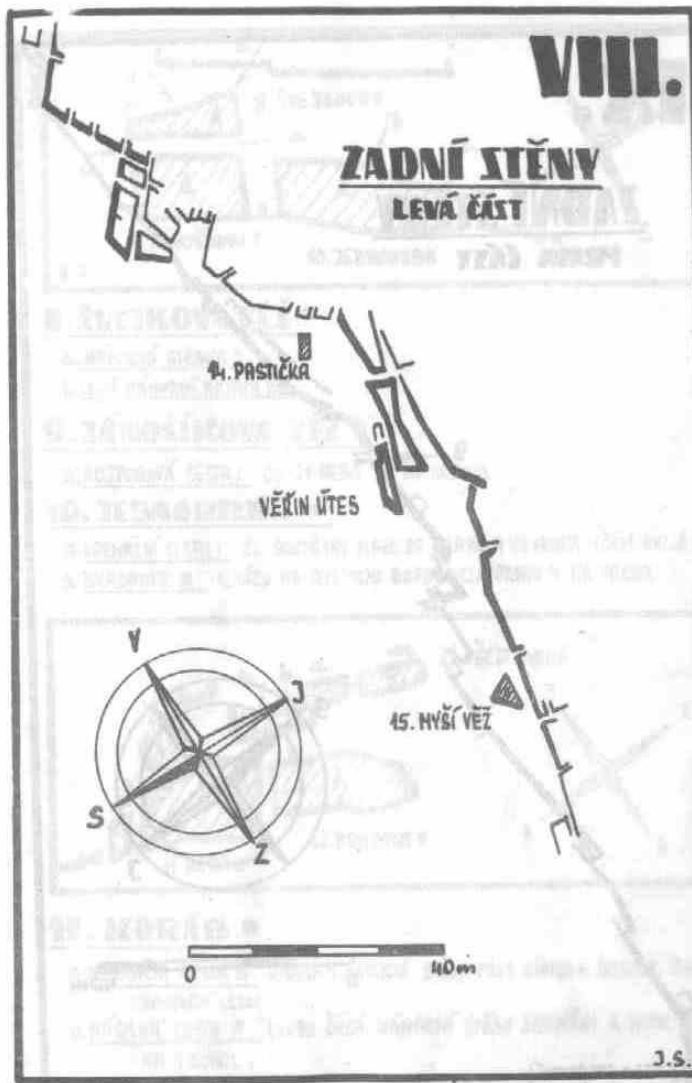 VIII.
ZADNÍ STĚNY
LEVÁ ČÁST
14. PASTIČKA
VĚŘIN ÚTES
15. MYŠÍ VĚŽ
V
J
S
Z
0 40m
J.S.